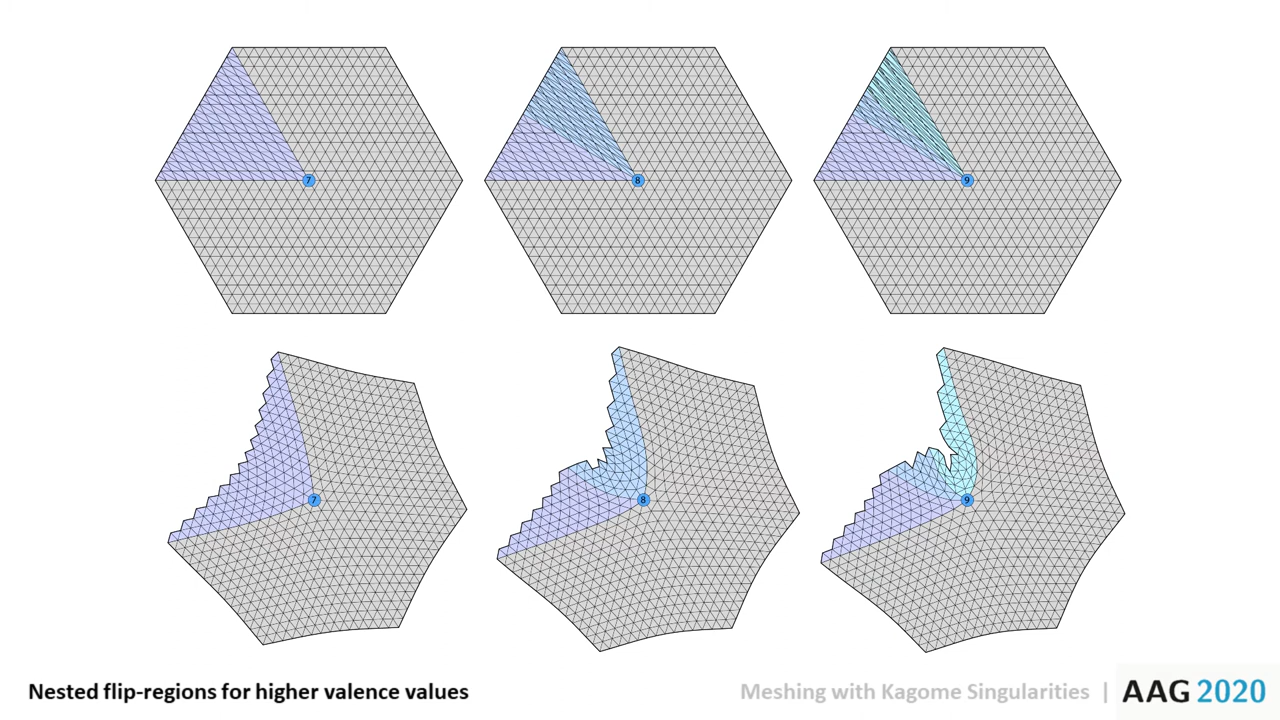 7 8 9
7 8 9
Nested flip-regions for higher valence values
Meshing with Kagome Singularities | AAG 2020